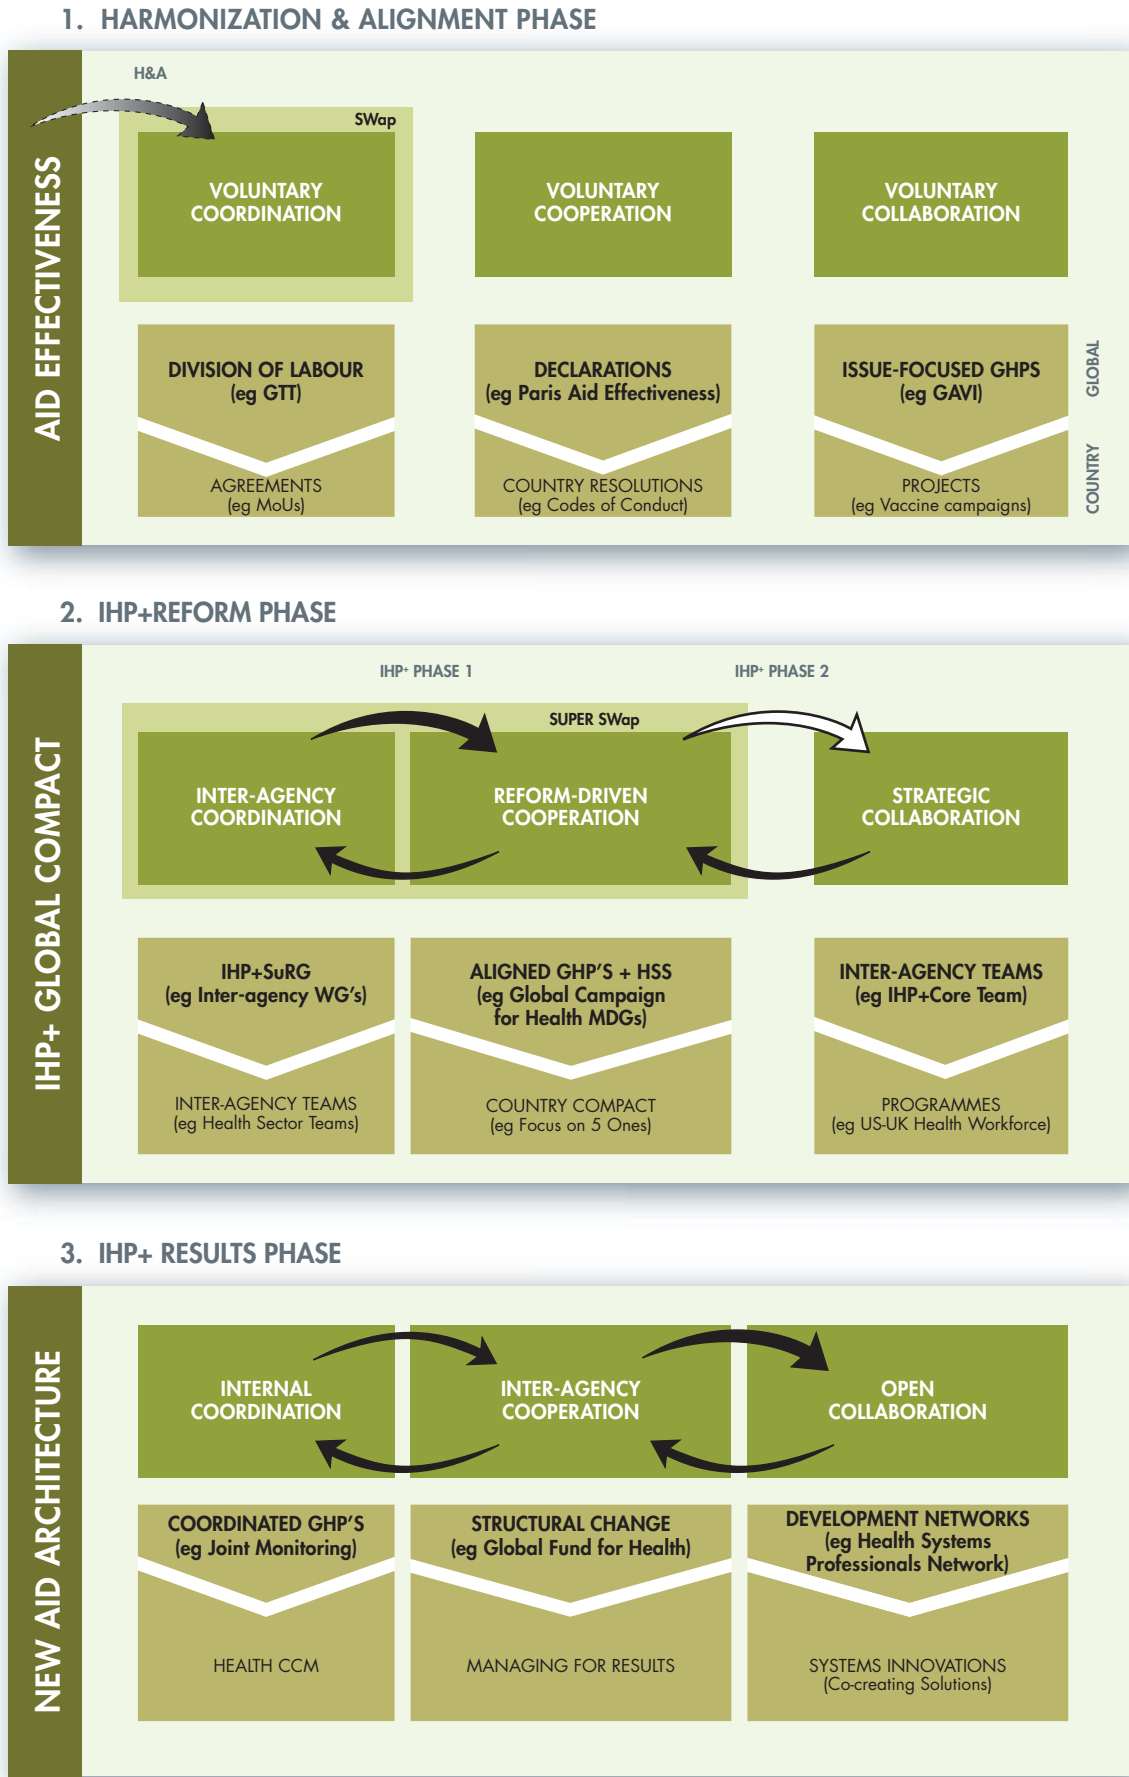 1. HARMONIZATION & ALIGNMENT PHASE
AID EFFECTIVENESS
H&A
SWap
VOLUNTARY
COORDINATION
VOLUNTARY
COOPERATION
VOLUNTARY
COLLABORATION
DIVISION OF LABOUR
(eg GTT)
DECLARATIONS
(eg Paris Aid Effectiveness)
ISSUE-FOCUSED GHPS
(eg GAVI)
GLOBAL
AGREEMENTS
(eg MoUs)
COUNTRY RESOLUTIONS
(eg Codes of Conduct)
PROJECTS
(eg Vaccine campaigns)
COUNTRY
2. IHP+REFORM PHASE
IHP+ GLOBAL COMPACT
IHP+ PHASE 1
IHP+ PHASE 2
SUPER SWap
INTER-AGENCY
COORDINATION
REFORM-DRIVEN
COOPERATION
STRATEGIC
COLLABORATION
IHP+SuRG
(eg Inter-agency WG's)
ALIGNED GHP'S + HSS
(eg Global Campaign
for Health MDGs)
INTER-AGENCY TEAMS
(eg IHP+Core Team)
INTER-AGENCY TEAMS
(eg Health Sector Teams)
COUNTRY COMPACT
(eg Focus on 5 Ones)
PROGRAMMES
(eg US-UK Health Workforce)
3. IHP+ RESULTS PHASE
NEW AID ARCHITECTURE
INTERNAL
COORDINATION
INTER-AGENCY
COOPERATION
OPEN
COLLABORATION
COORDINATED GHP'S
(eg Joint Monitoring)
STRUCTURAL CHANGE
(eg Global Fund for Health)
DEVELOPMENT NETWORKS
(eg Health Systems
Professionals Network)
HEALTH CCM
MANAGING FOR RESULTS
SYSTEMS INNOVATIONS
(Co-creating Solutions)